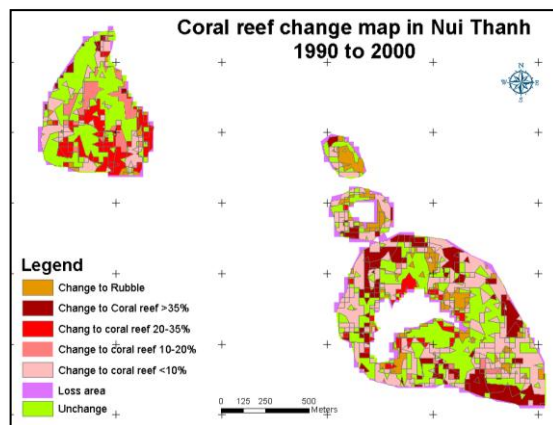 Coral reef change map in Nui Thanh
1990 to 2000
N
W E
S
Legend
Change to Rubble
Change to Coral reef >35%
Chang to coral reef 20-35%
Change to coral reef 10-20%
Change to coral reef <10%
Loss area
Unchange
0 125 250 500
Meters